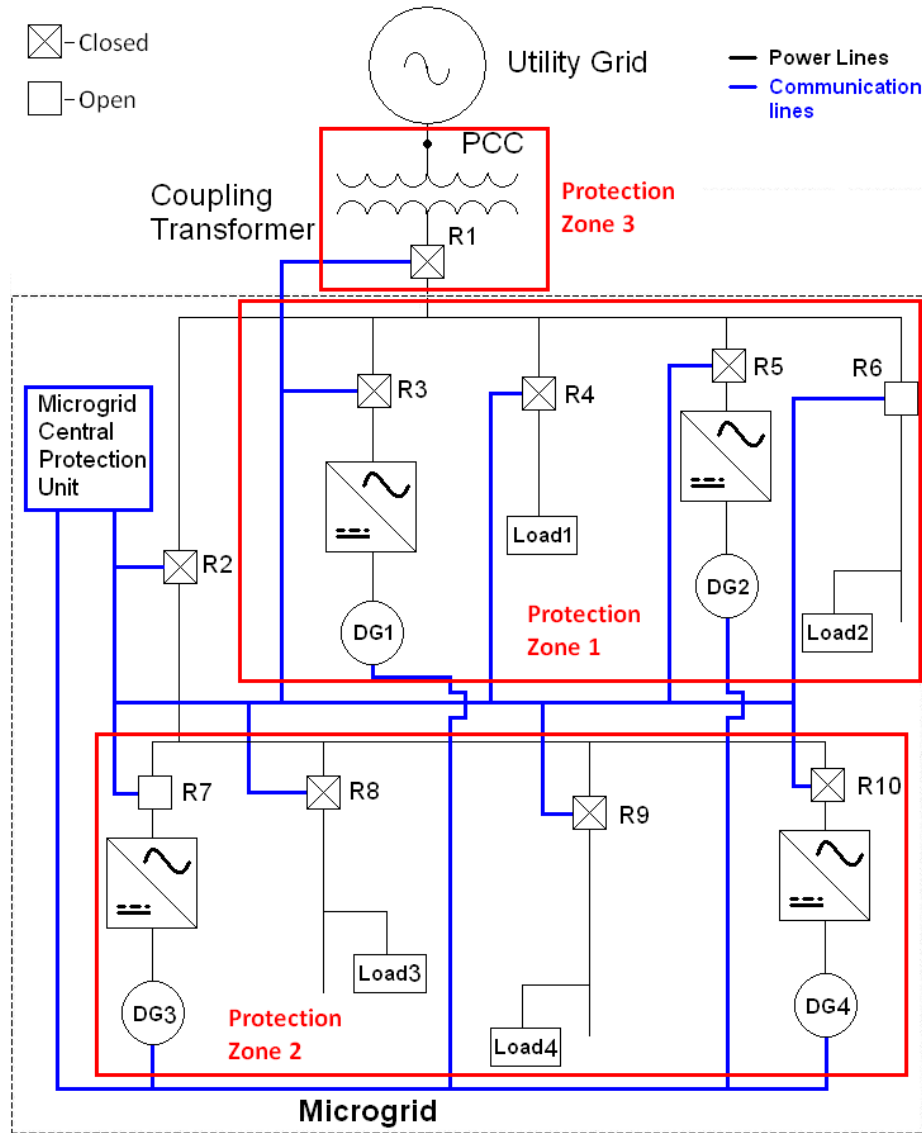 -Closed
-Open
Utility Grid
Power Lines
Communication
lines
PCC
Coupling
Transformer
Protection
Zone 3
R1
R3
R4
R5
R6
Microgrid
Central
Protection
Unit
R2
Load1
DG1
DG2
Load2
Protection
Zone 1
R7
R8
R9
R10
Load3
DG3
Load4
DG4
Protection
Zone 2
Microgrid